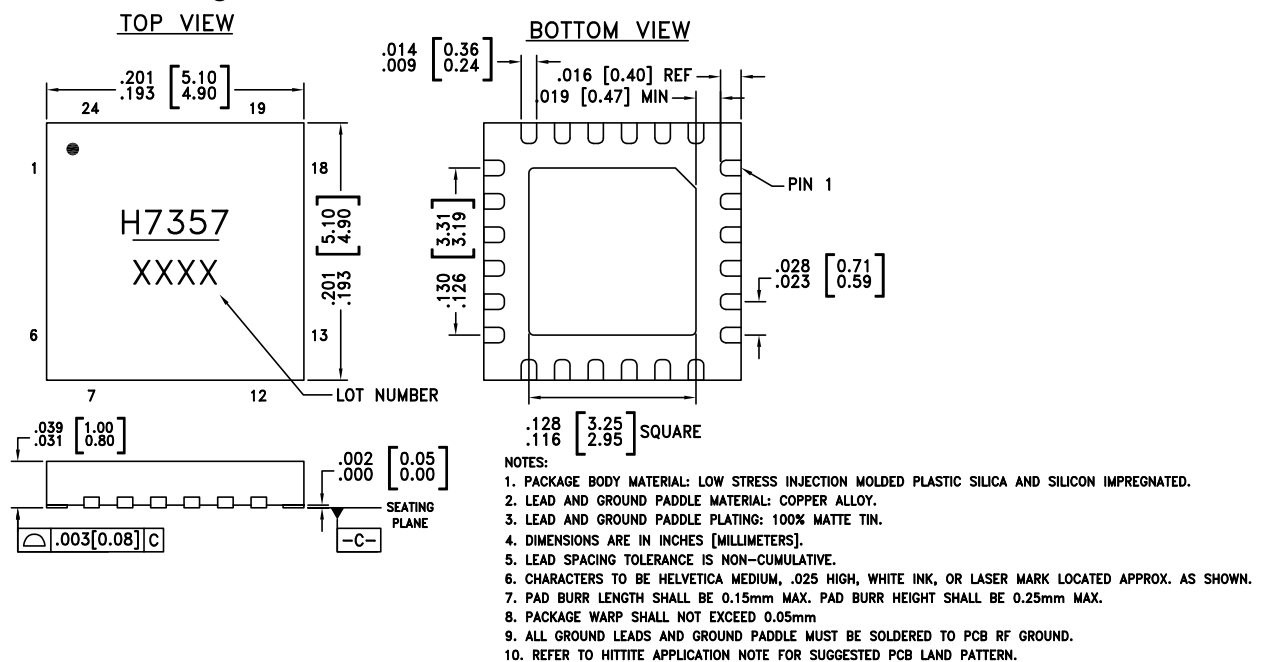 TOP VIEW
BOTTOM VIEW
.201 [5.10]
.193 [4.90]
24
19
1
18
H7357
XXXX
6
13
7
12
.201 [5.10]
.193 [4.90]
LOT NUMBER
.014 [0.36]
.009 [0.24]
.016 [0.40] REF
.019 [0.47] MIN
PIN 1
.130 [3.31]
.126 [3.19]
.028 [0.71]
.023 [0.59]
.128 [3.25]
.116 [2.95] SQUARE
.039 [1.00]
.031 [0.80]
.002 [0.05]
.000 [0.00]
SEATING
PLANE
.003[0.08] C
-C-
NOTES:
1. PACKAGE BODY MATERIAL: LOW STRESS INJECTION MOLDED PLASTIC SILICA AND SILICON IMPREGNATED.
2. LEAD AND GROUND PADDLE MATERIAL: COPPER ALLOY.
3. LEAD AND GROUND PADDLE PLATING: 100% MATTE TIN.
4. DIMENSIONS ARE IN INCHES [MILLIMETERS].
5. LEAD SPACING TOLERANCE IS NON-CUMULATIVE.
6. CHARACTERS TO BE HELVETICA MEDIUM, .025 HIGH, WHITE INK, OR LASER MARK LOCATED APPROX. AS SHOWN.
7. PAD BURR LENGTH SHALL BE 0.15mm MAX. PAD BURR HEIGHT SHALL BE 0.25mm MAX.
8. PACKAGE WARP SHALL NOT EXCEED 0.05mm
9. ALL GROUND LEADS AND GROUND PADDLE MUST BE SOLDERED TO PCB RF GROUND.
10. REFER TO HITTITE APPLICATION NOTE FOR SUGGESTED PCB LAND PATTERN.